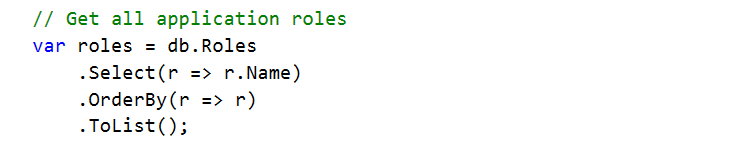 // Get all application roles
var roles = db.Roles
    .Select(r => r.Name)
    .OrderBy(r => r)
    .ToList();